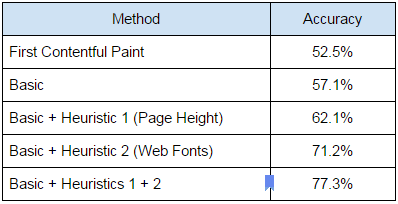 Method Accuracy
First Contentful Paint 52.5%
Basic 57.1%
Basic + Heuristic 1 (Page Height) 62.1%
Basic + Heuristic 2 (Web Fonts) 71.2%
Basic + Heuristics 1 + 2 77.3%